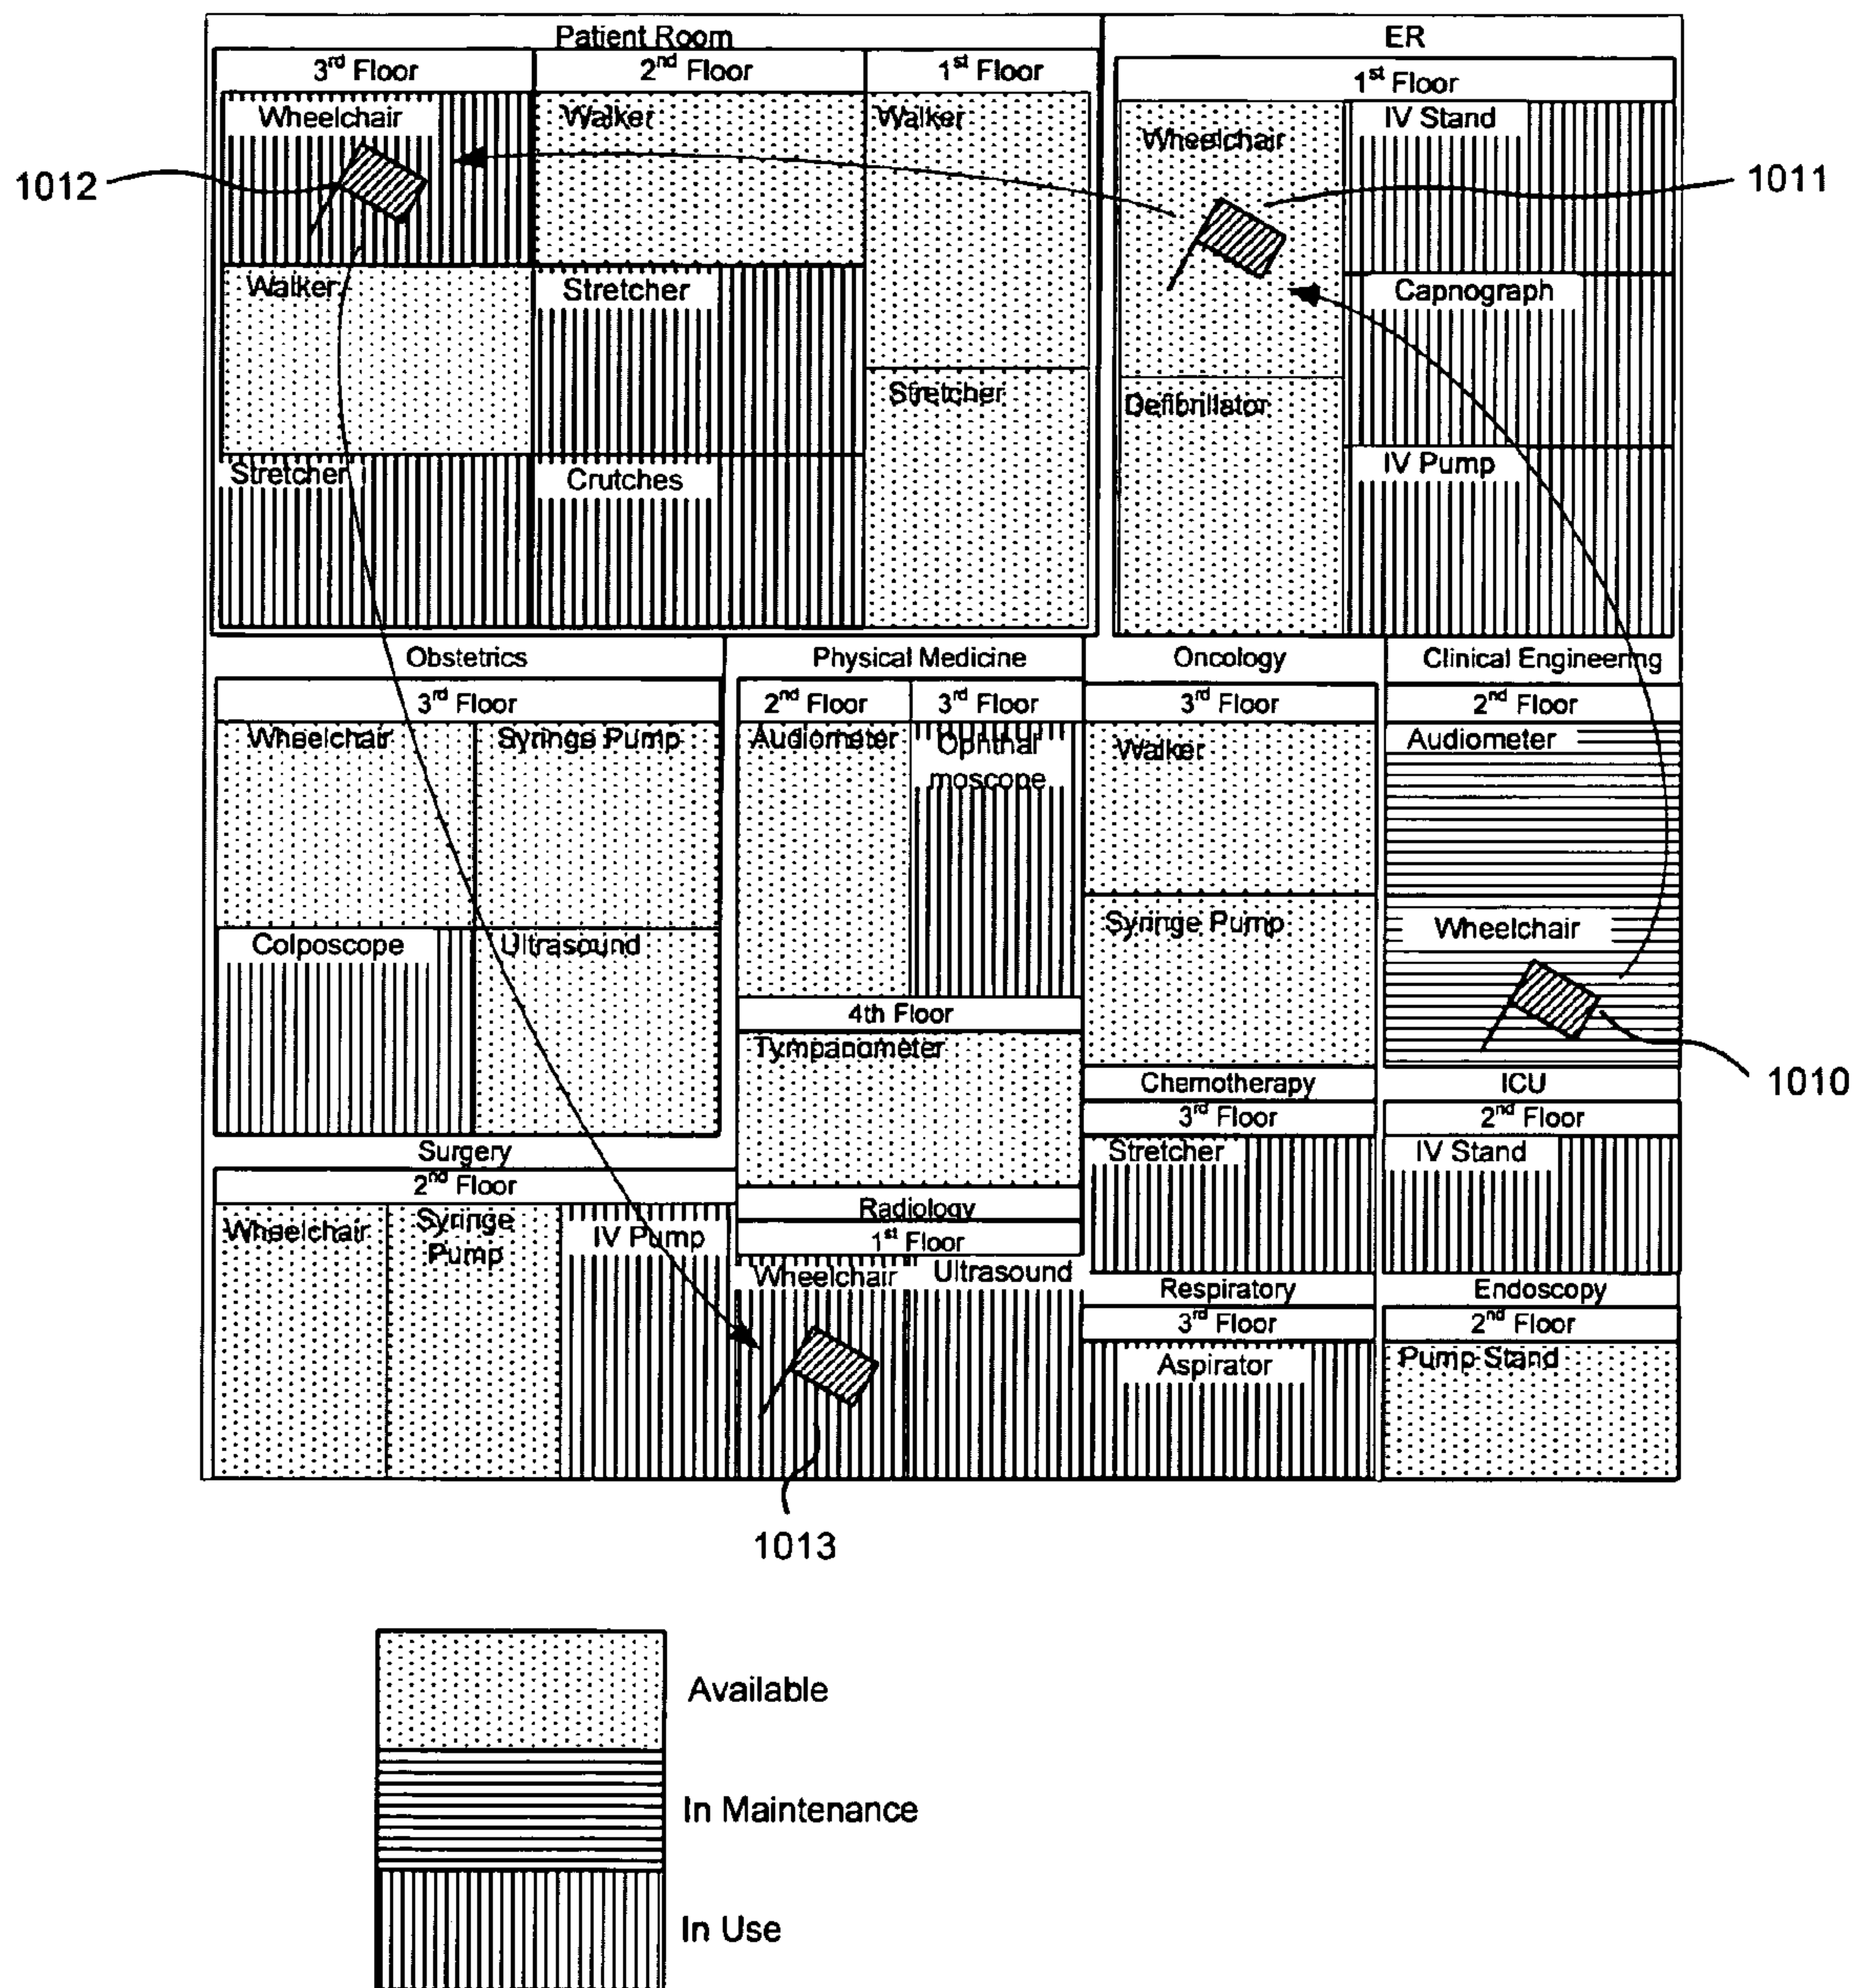 Patient Room
ER
3rd Floor
2nd Floor
1st Floor
1st Floor
Wheelchair
Walker
Walker
Wheelchair
IV Stand
1012
1011
Walker
Stretcher
Capnograph
Stretcher
Defibrillator
Stretcher
Crutches
IV Pump
Obstetrics
Physical Medicine
Oncology
Clinical Engineering
3rd Floor
2nd Floor
3rd Floor
3rd Floor
2nd Floor
Wheelchair
Syringe Pump
Audiometer
Ophthal
moscope
Walker
Audiometer
Syringe Pump
Wheelchair
Colposcope
Ultrasound
4th Floor
Tympanometer
1010
Chemotherapy
ICU
3rd Floor
2nd Floor
Surgery
Stretcher
IV Stand
2nd Floor
Radiology
Wheelchair
Syringe
Pump
IV Pump
1st Floor
Wheelchair
Ultrasound
Respiratory
Endoscopy
3rd Floor
2nd Floor
Aspirator
Pump Stand
1013
Available
In Maintenance
In Use